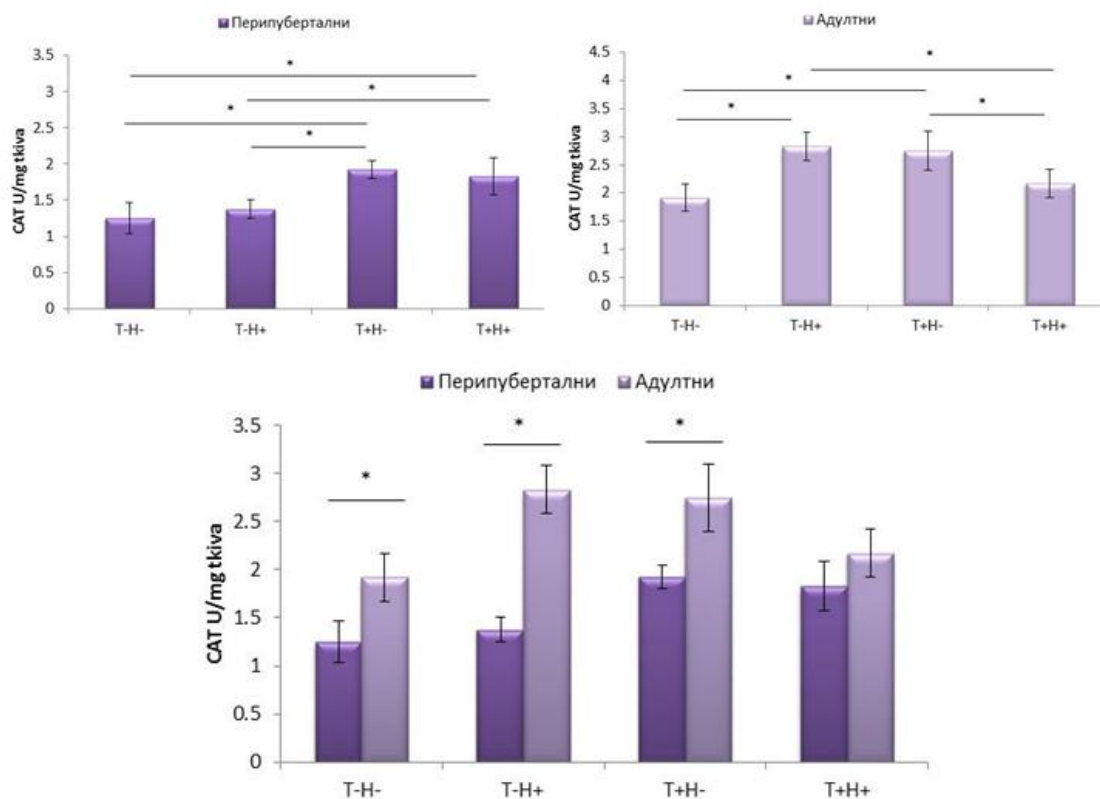 Перипубертални
CAT U/mg tkiva
3.5
3
2.5
2
1.5
1
0.5
0
*
*
*
*
T-H-
T-H+
T+H-
T+H+
Адултни
CAT U/mg tkiva
4.5
4
3.5
3
2.5
2
1.5
1
0.5
0
*
*
*
*
T-H-
T-H+
T+H-
T+H+
Перипубертални Адултни
CAT U/mg tkiva
3.5
3
2.5
2
1.5
1
0.5
0
*
*
*
T-H-
T-H+
T+H-
T+H+